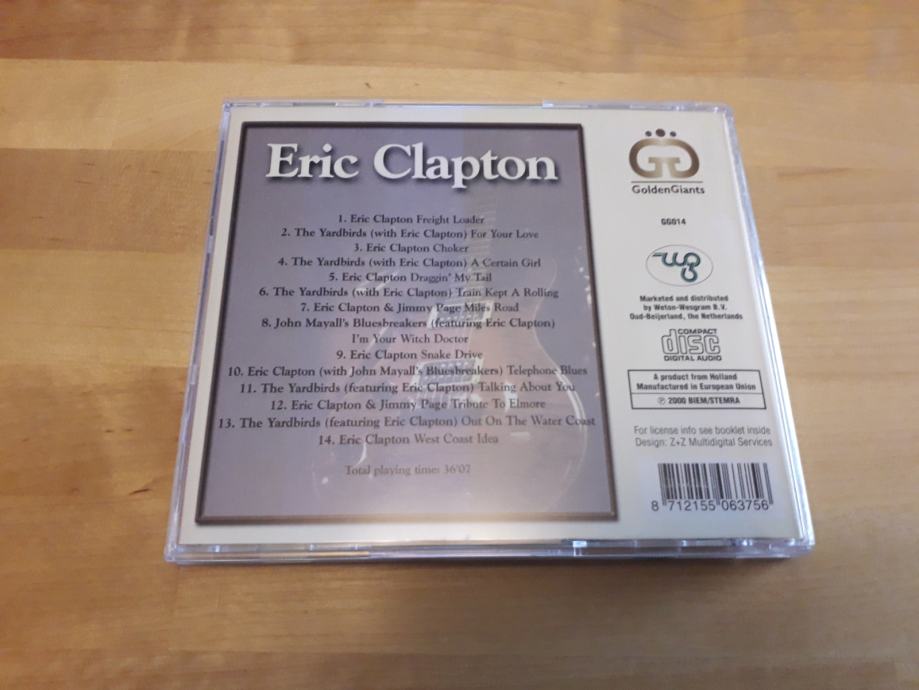 Eric Clapton
1. Eric Clapton Freight Loader
2. The Yardbirds (with Eric Clapton) For Your Love
3. Eric Clapton Choker
4. The Yardbirds (with Eric Clapton) A Certain Girl
5. Eric Clapton Draggin' My Tail
6. The Yardbirds (with Eric Clapton) Train Kept A Rolling
7. Eric Clapton & Jimmy Page Miles Road
8. John Mayall's Bluesbreakers (featuring Eric Clapton)
I'm Your Witch Doctor
9. Eric Clapton Snake Drive
10. Eric Clapton (with John Mayall's Bluesbreakers) Telephone Blues
11. The Yardbirds (featuring Eric Clapton) Talking About You
12. Eric Clapton & Jimmy Page Tribute To Elmore
13. The Yardbirds (featuring Eric Clapton) Out On The Water Coast
14. Eric Clapton West Coast Idea
Total playing time: 36'07
GG
GoldenGiants
GG014
wg
Marketed and distributed
by Weton-Wesgram B.V.
Oud-Beijerland, the Netherlands
COMPACT
disc
DIGITAL AUDIO
A product from Holland
Manufactured in European Union
℗ 2000 BIEM/STEMRA
For license info see booklet inside
Design: Z+Z Multidigital Services
8 712155 063756